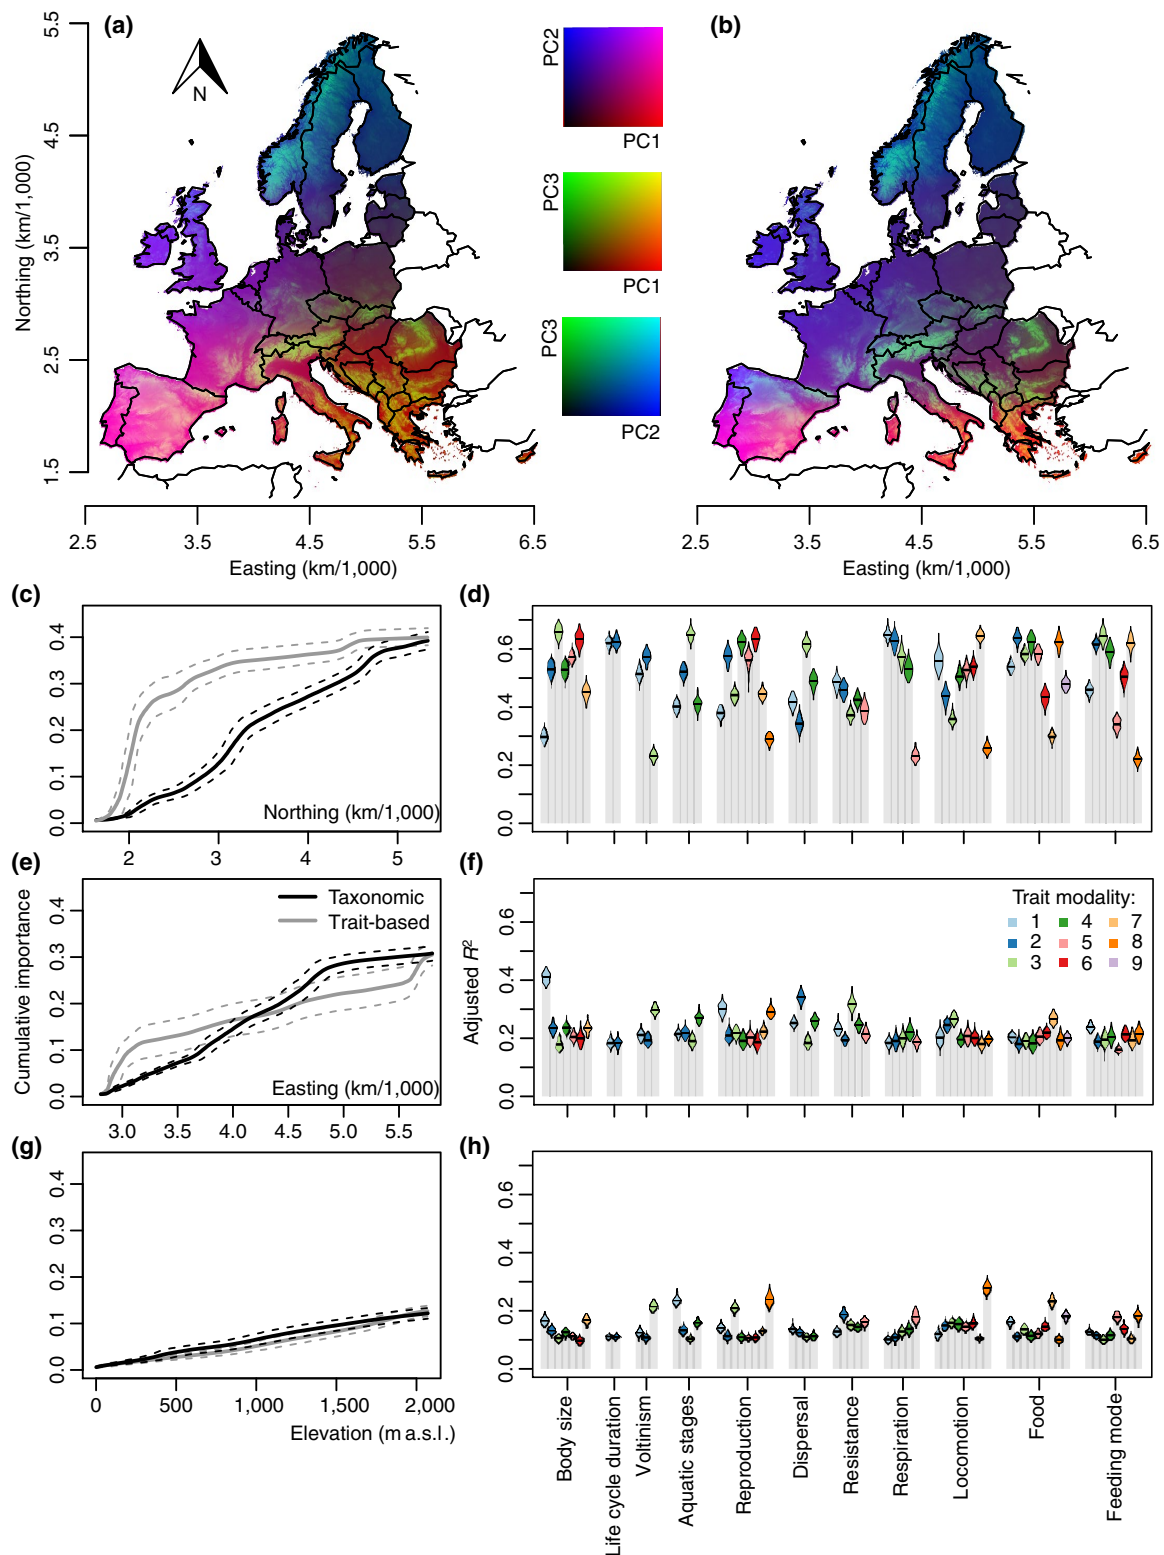 (a)
(b)
N
5.5
4.5
3.5
2.5
1.5
Northing (km/1,000)
PC2
PC1
PC3
PC1
PC3
PC2
2.5 3.5 4.5 5.5 6.5
Easting (km/1,000)
2.5 3.5 4.5 5.5 6.5
Easting (km/1,000)
(c)
0.4
0.3
0.2
0.1
0.0
Northing (km/1,000)
2 3 4 5
(d)
0.6
0.4
0.2
0.0
(e)
Cumulative importance
0.4
0.3
0.2
0.1
0.0
Taxonomic
Trait-based
Easting (km/1,000)
3.0 3.5 4.0 4.5 5.0 5.5
(f)
Adjusted R²
0.6
0.4
0.2
0.0
Trait modality:
1 4 7
2 5 8
3 6 9
(g)
0.4
0.3
0.2
0.1
0.0
0 500 1,000 1,500 2,000
Elevation (m a.s.l.)
(h)
0.6
0.4
0.2
0.0
Body size
Life cycle duration
Voltinism
Aquatic stages
Reproduction
Dispersal
Resistance
Respiration
Locomotion
Food
Feeding mode